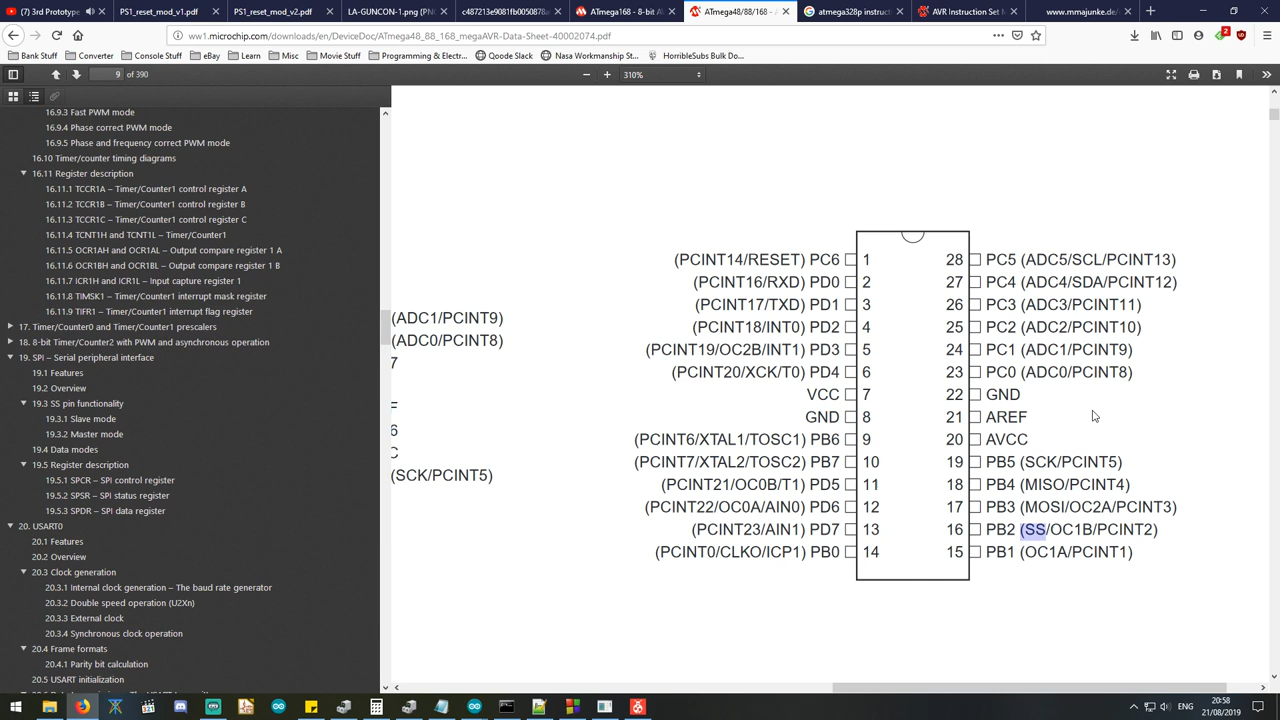 3rd Prototype
PS1_reset_mod_v1.pdf
PS1_reset_mod_v2.pdf
LA-GUNCON-1.png (PN
c487213e9081fb0050878a
ATmega168 - 8-bit AV
ATmega48/88/168 -
atmega328p instructi
AVR Instruction Set M
www.mmajunke.de/
ww1.microchip.com/downloads/en/DeviceDoc/ATmega48_88_168_megaAVR-Data-Sheet-40002074.pdf
2
Bank Stuff
Converter
Console Stuff
eBay
Learn
Misc
Movie Stuff
Programming & Electr...
Qoode Slack
Nasa Workmanship St...
HorribleSubs Bulk Do...
9 of 390
310%
16.9.3 Fast PWM mode
16.9.4 Phase correct PWM mode
16.9.5 Phase and frequency correct PWM mode
16.10 Timer/counter timing diagrams
16.11 Register description
16.11.1 TCCR1A – Timer/Counter1 control register A
16.11.2 TCCR1B – Timer/Counter1 control register B
16.11.3 TCCR1C – Timer/Counter1 control register C
16.11.4 TCNT1H and TCNT1L – Timer/Counter1
16.11.5 OCR1AH and OCR1AL – Output compare register 1 A
16.11.6 OCR1BH and OCR1BL – Output compare register 1 B
16.11.7 ICR1H and ICR1L – Input capture register 1
16.11.8 TIMSK1 – Timer/Counter1 interrupt mask register
16.11.9 TIFR1 – Timer/Counter1 interrupt flag register
17. Timer/Counter0 and Timer/Counter1 prescalers
18. 8-bit Timer/Counter2 with PWM and asynchronous operation
19. SPI – Serial peripheral interface
19.1 Features
19.2 Overview
19.3 SS pin functionality
19.3.1 Slave mode
19.3.2 Master mode
19.4 Data modes
19.5 Register description
19.5.1 SPCR – SPI control register
19.5.2 SPSR – SPI status register
19.5.3 SPDR – SPI data register
20. USART0
20.1 Features
20.2 Overview
20.3 Clock generation
20.3.1 Internal clock generation – The baud rate generator
20.3.2 Double speed operation (U2Xn)
20.3.3 External clock
20.3.4 Synchronous clock operation
20.4 Frame formats
20.4.1 Parity bit calculation
20.5 USART initialization
(ADC1/PCINT9)
(ADC0/PCINT8)
7
F
6
C
(SCK/PCINT5)
(PCINT14/RESET) PC6 1 28 PC5 (ADC5/SCL/PCINT13)
(PCINT16/RXD) PD0 2 27 PC4 (ADC4/SDA/PCINT12)
(PCINT17/TXD) PD1 3 26 PC3 (ADC3/PCINT11)
(PCINT18/INT0) PD2 4 25 PC2 (ADC2/PCINT10)
(PCINT19/OC2B/INT1) PD3 5 24 PC1 (ADC1/PCINT9)
(PCINT20/XCK/T0) PD4 6 23 PC0 (ADC0/PCINT8)
VCC 7 22 GND
GND 8 21 AREF
(PCINT6/XTAL1/TOSC1) PB6 9 20 AVCC
(PCINT7/XTAL2/TOSC2) PB7 10 19 PB5 (SCK/PCINT5)
(PCINT21/OC0B/T1) PD5 11 18 PB4 (MISO/PCINT4)
(PCINT22/OC0A/AIN0) PD6 12 17 PB3 (MOSI/OC2A/PCINT3)
(PCINT23/AIN1) PD7 13 16 PB2 (SS/OC1B/PCINT2)
(PCINT0/CLKO/ICP1) PB0 14 15 PB1 (OC1A/PCINT1)
ENG
20:58
21/08/2019